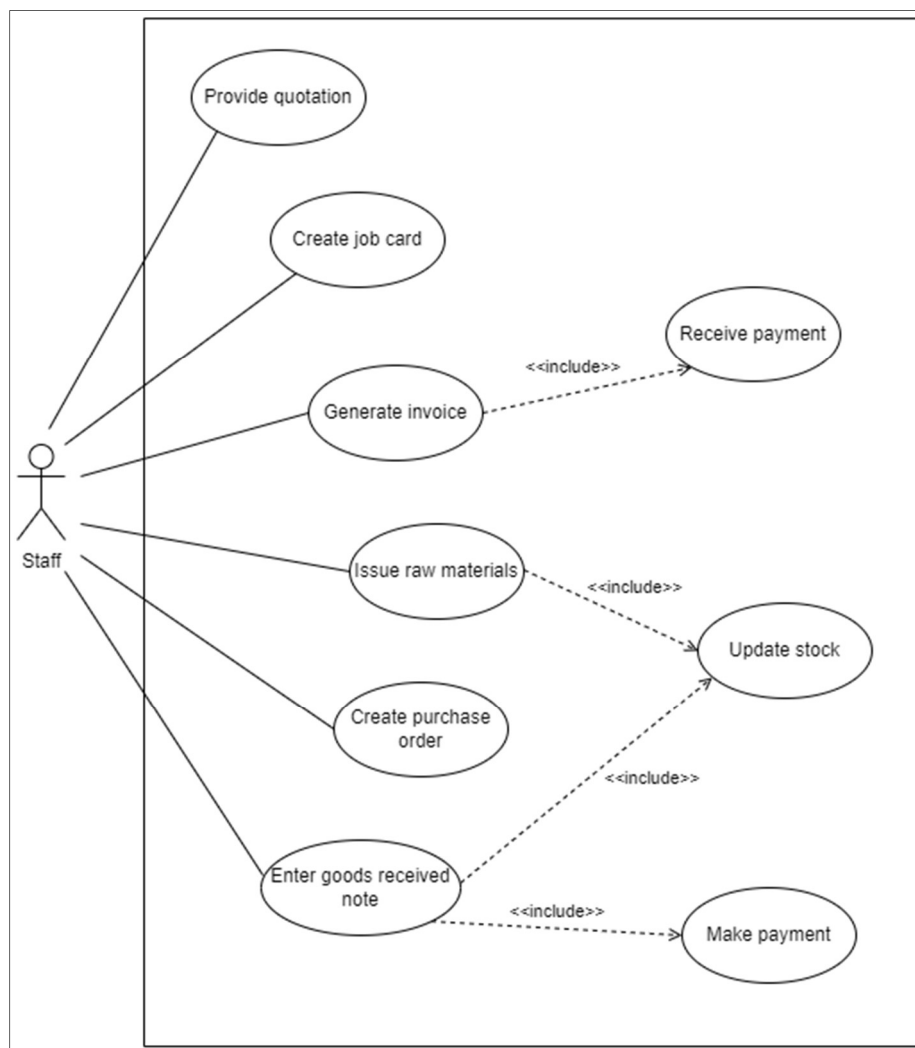 Provide quotation
Create job card
Receive payment
<<include>>
Generate invoice
Staff
Issue raw materials
<<include>>
Update stock
Create purchase
order
<<include>>
Enter goods received
note
<<include>>
Make payment